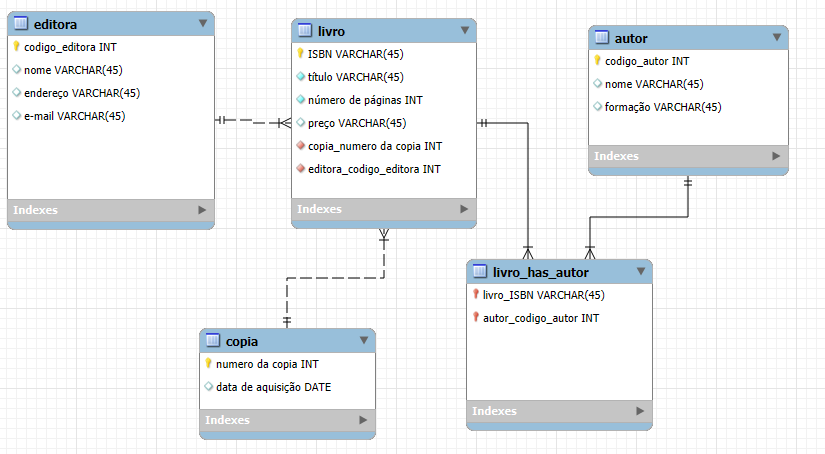 editora
codigo_editora INT
nome VARCHAR(45)
endereço VARCHAR(45)
e-mail VARCHAR(45)
Indexes
livro
ISBN VARCHAR(45)
título VARCHAR(45)
número de páginas INT
preço VARCHAR(45)
copia_numero da copia INT
editora_codigo_editora INT
Indexes
autor
codigo_autor INT
nome VARCHAR(45)
formação VARCHAR(45)
Indexes
livro_has_autor
livro_ISBN VARCHAR(45)
autor_codigo_autor INT
Indexes
copia
numero da copia INT
data de aquisição DATE
Indexes